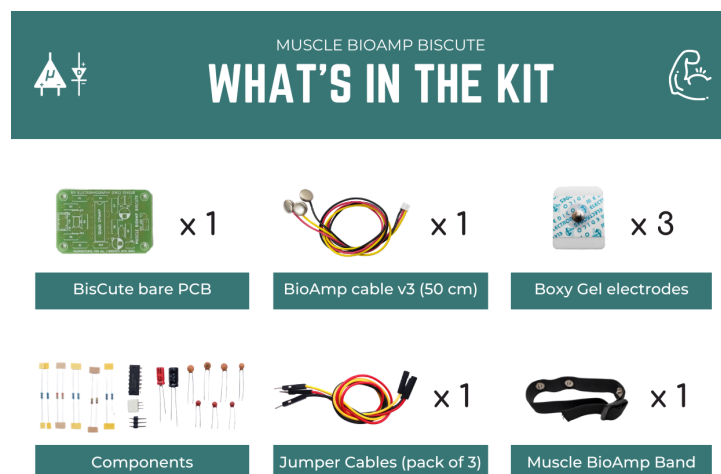 MUSCLE BIOAMP BISCUTE
WHAT'S IN THE KIT
x 1
x 1
x 3
BisCute bare PCB
BioAmp cable v3 (50 cm)
Boxy Gel electrodes
x 1
x 1
Components
Jumper Cables (pack of 3)
Muscle BioAmp Band